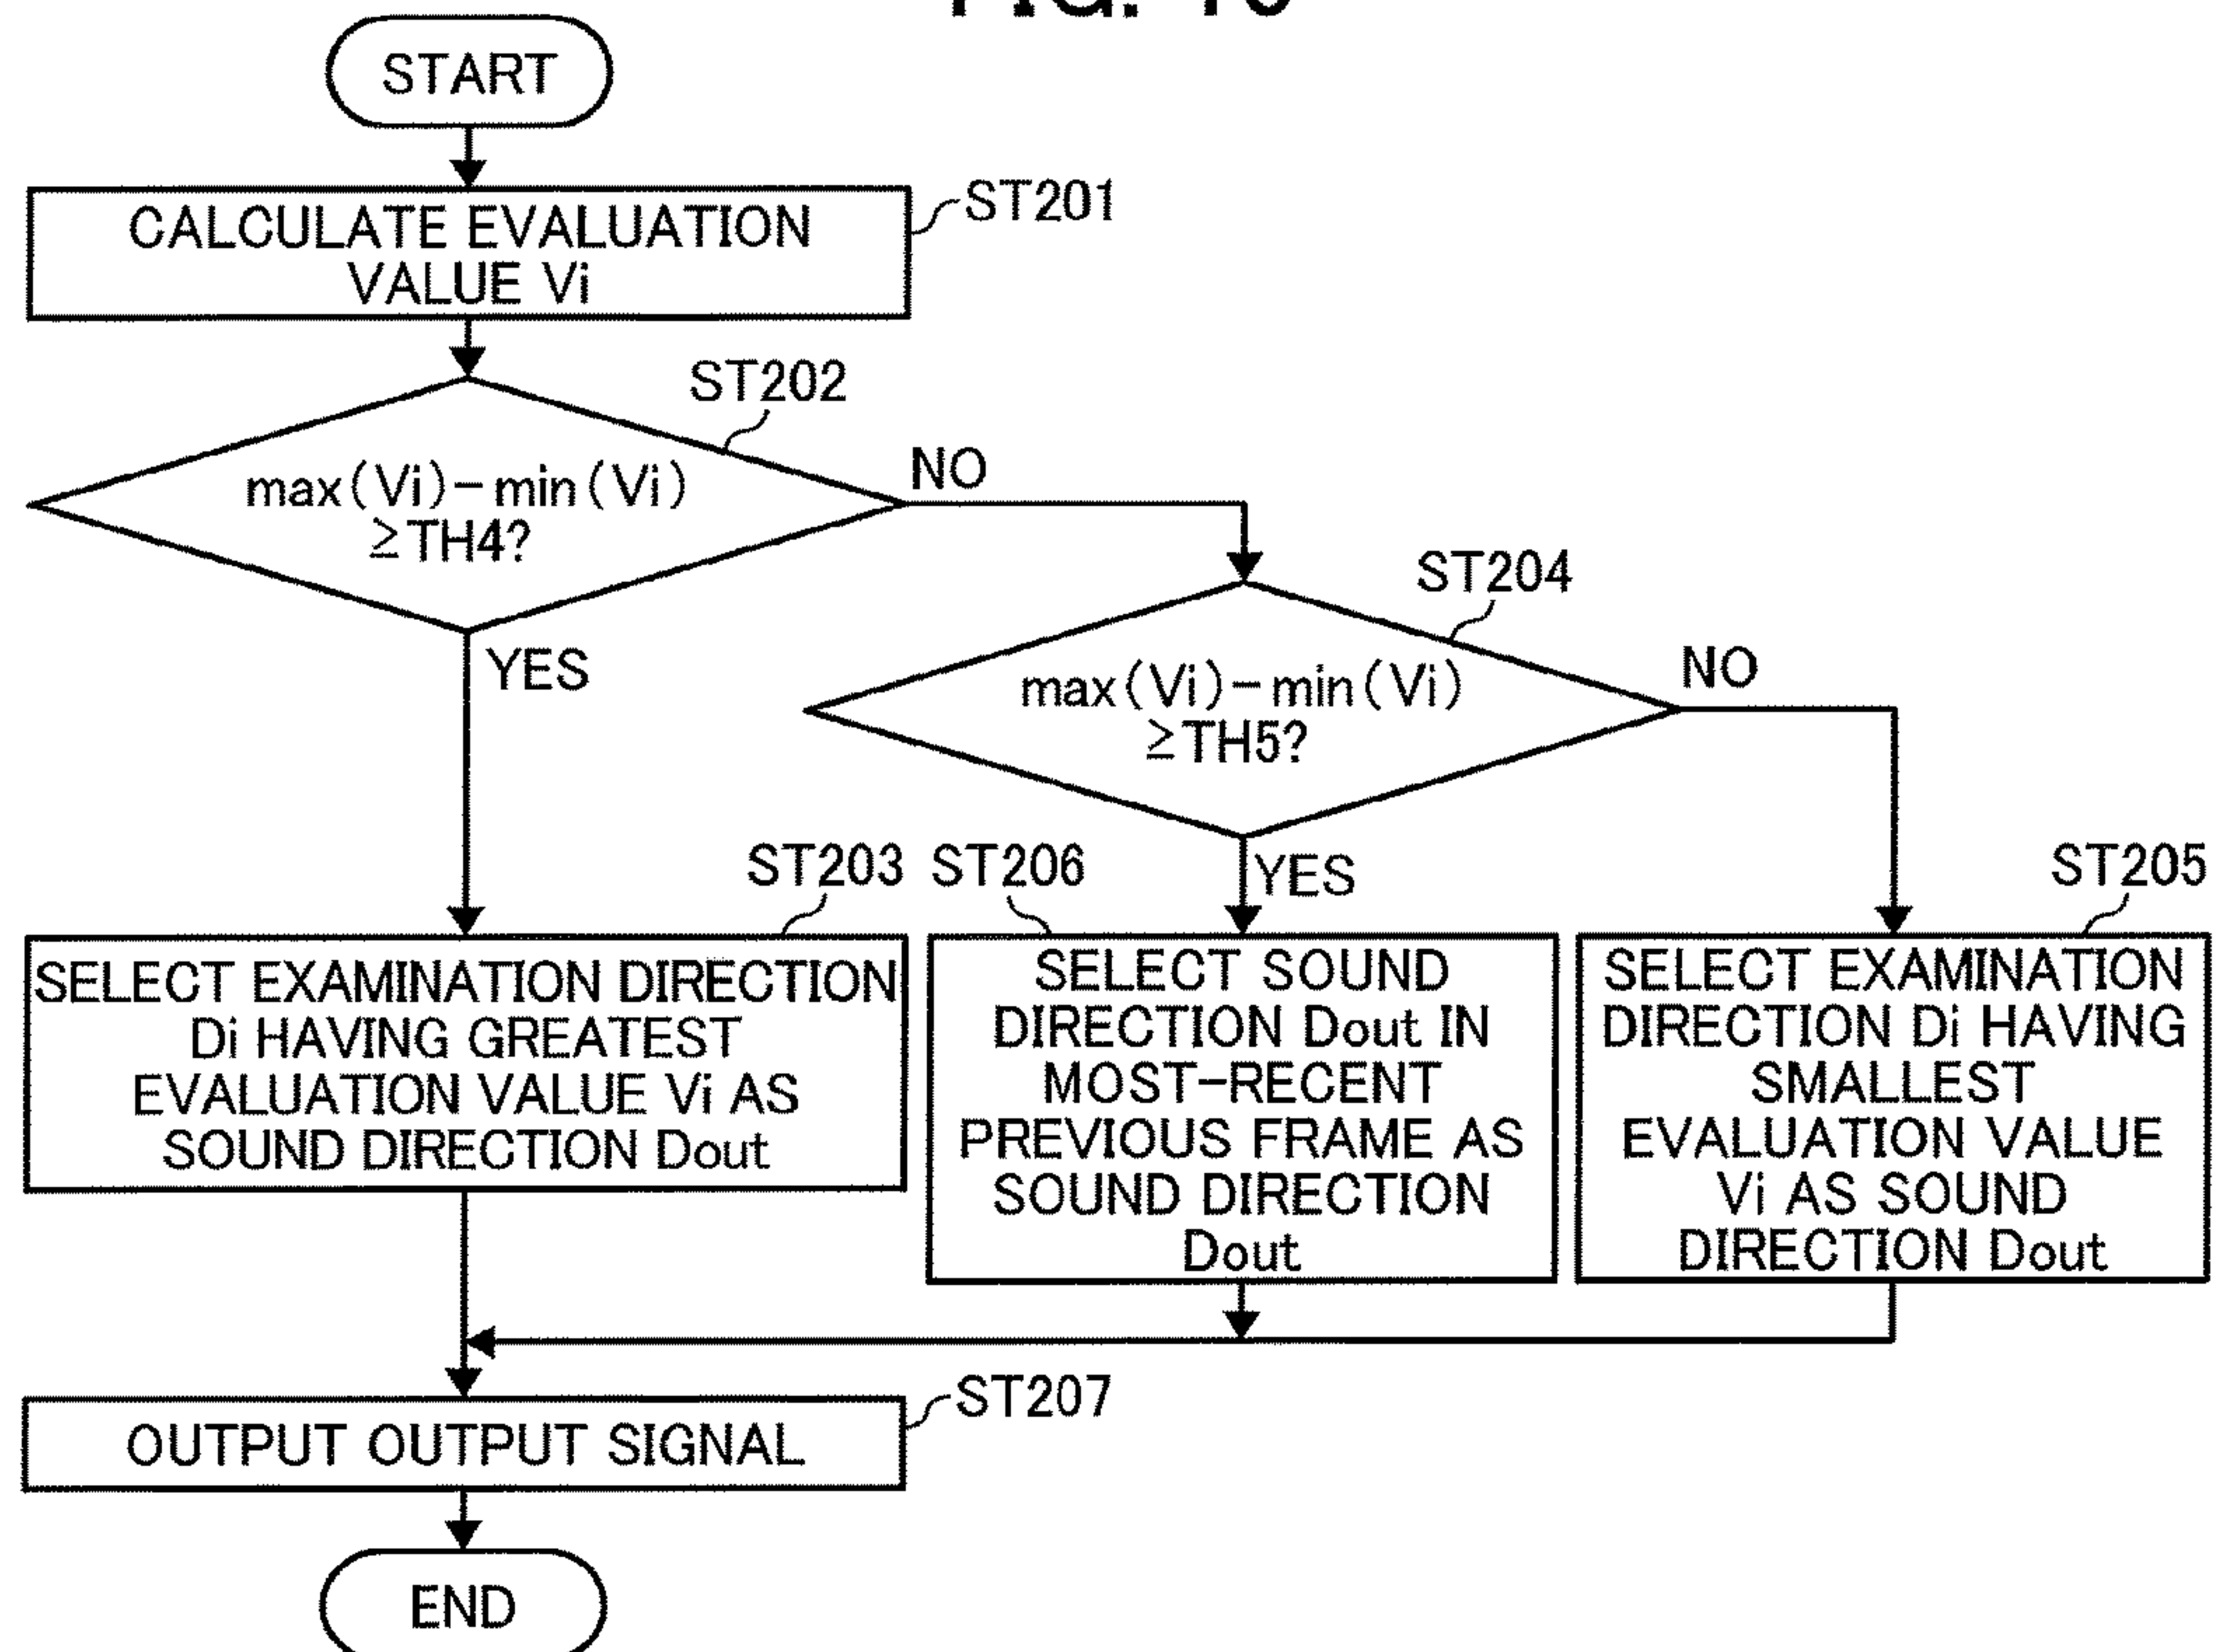 START
CALCULATE EVALUATION
VALUE Vi
ST201
ST202
max(Vi)-min(Vi)
≧TH4?
NO
YES
ST204
max(Vi)-min(Vi)
≧TH5?
NO
YES
ST203
SELECT EXAMINATION DIRECTION
Di HAVING GREATEST
EVALUATION VALUE Vi AS
SOUND DIRECTION Dout
ST206
SELECT SOUND
DIRECTION Dout IN
MOST-RECENT
PREVIOUS FRAME AS
SOUND DIRECTION
Dout
ST205
SELECT EXAMINATION
DIRECTION Di HAVING
SMALLEST
EVALUATION VALUE
Vi AS SOUND
DIRECTION Dout
OUTPUT OUTPUT SIGNAL
ST207
END